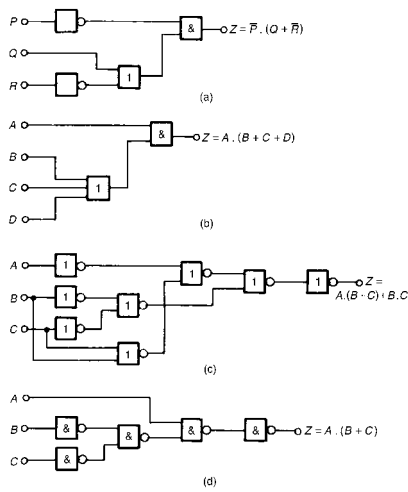 P
&
Z = P̅ . (Q + R̅)
Q
1
R
(a)
A
&
Z = A . (B + C + D)
B
C
1
D
(b)
A
1
1
1
1
Z =
B
1
1
A.(B · C) + B.C
C
1
1
(c)
A
B
&
&
&
&
Z = A . (B + C)
C
&
(d)